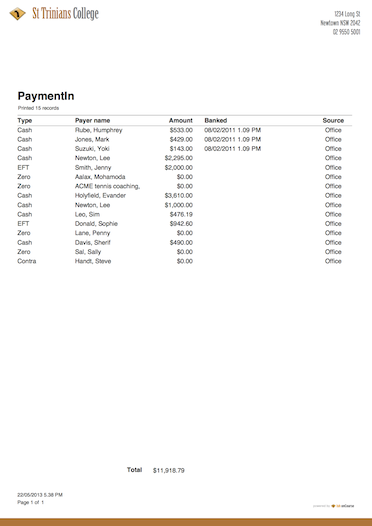 St Trinians College
1234 Long St
Newtown NSW 2042
02 9550 5001
PaymentIn
Printed 15 records
Type Payer name Amount Banked Source
Cash Rube, Humphrey $533.00 08/02/2011 1.09 PM Office
Cash Jones, Mark $429.00 08/02/2011 1.09 PM Office
Cash Suzuki, Yoki $143.00 08/02/2011 1.09 PM Office
Cash Newton, Lee $2,295.00 Office
EFT Smith, Jenny $2,000.00 Office
Zero Aalax, Mohamoda $0.00 Office
Zero ACME tennis coaching, $0.00 Office
Cash Holyfield, Evander $3,610.00 Office
Cash Newton, Lee $1,000.00 Office
Cash Leo, Sim $476.19 Office
EFT Donald, Sophie $942.60 Office
Zero Lane, Penny $0.00 Office
Cash Davis, Sherif $490.00 Office
Zero Sal, Sally $0.00 Office
Contra Handt, Steve $0.00 Office
Total $11,918.79
22/05/2013 5.38 PM
Page 1 of 1